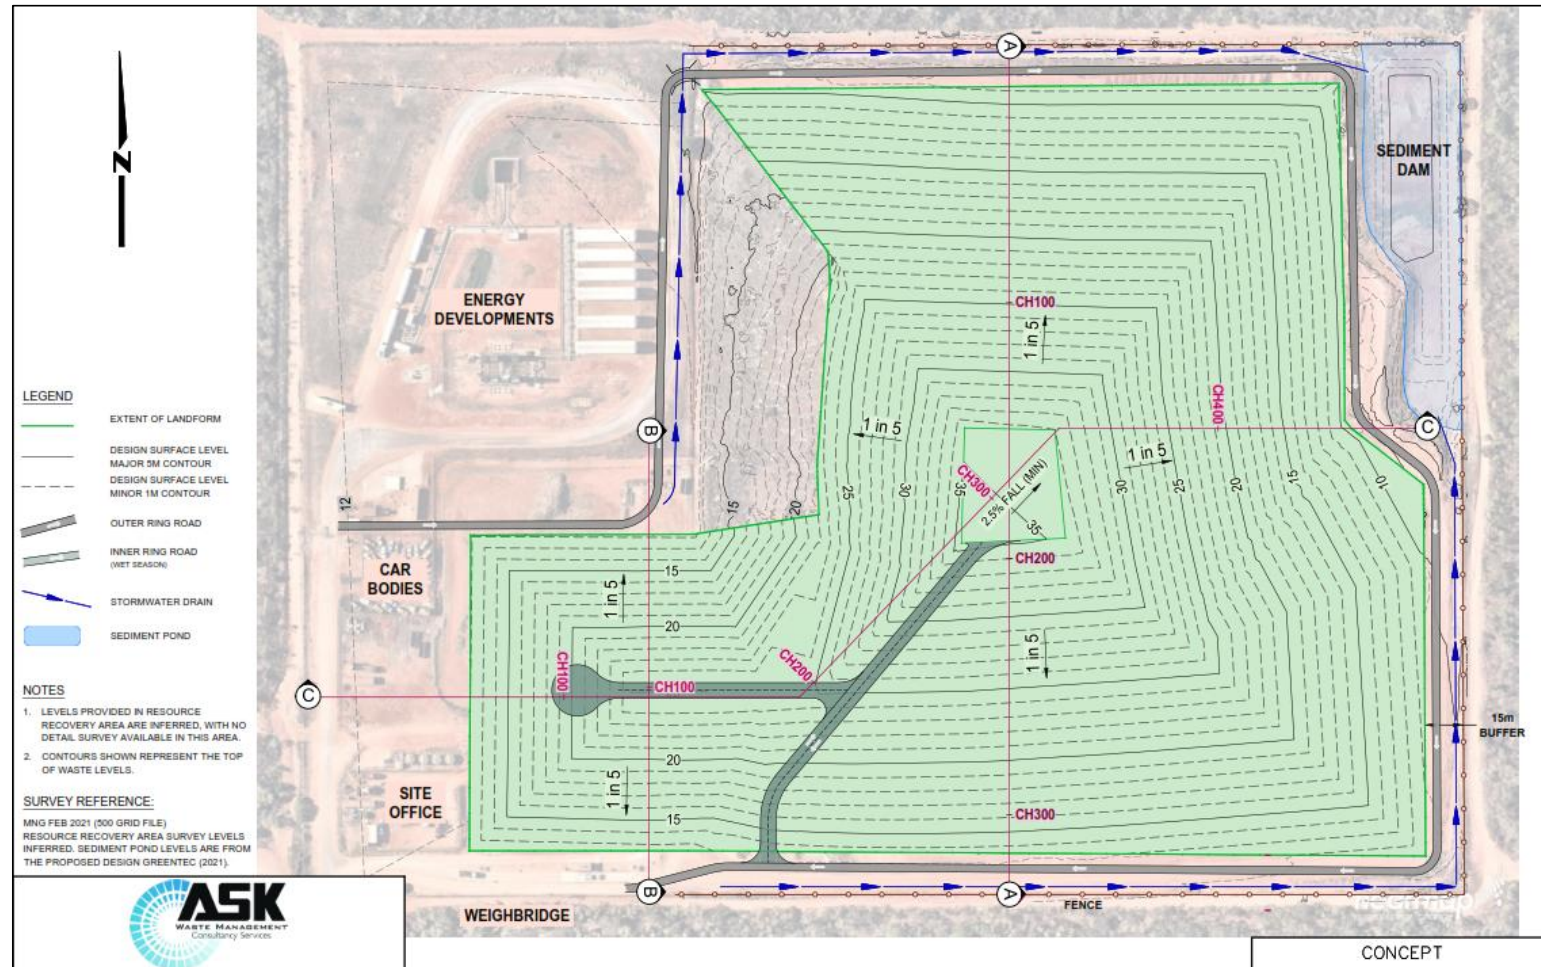 N
LEGEND
EXTENT OF LANDFORM
DESIGN SURFACE LEVEL
MAJOR 5M CONTOUR
DESIGN SURFACE LEVEL
MINOR 1M CONTOUR
OUTER RING ROAD
INNER RING ROAD
(WET SEASON)
STORMWATER DRAIN
SEDIMENT POND
NOTES
1. LEVELS PROVIDED IN RESOURCE
RECOVERY AREA ARE INFERRED, WITH NO
DETAIL SURVEY AVAILABLE IN THIS AREA.
2. CONTOURS SHOWN REPRESENT THE TOP
OF WASTE LEVELS.
SURVEY REFERENCE:
MNG FEB 2021 (500 GRID FILE)
RESOURCE RECOVERY AREA SURVEY LEVELS
INFERRED. SEDIMENT POND LEVELS ARE FROM
THE PROPOSED DESIGN GREENTEC (2021).
ASK
WASTE MANAGEMENT
Consultancy Services
A
SEDIMENT
DAM
ENERGY
DEVELOPMENTS
CH100
1 in 5
CH400
B
1 in 5
C
1 in 5
CH300
2.5% FALL (MIN)
12
15
20
25
30
35
35
30
25
20
15
10
CH200
CAR
BODIES
15
1 in 5
20
1 in 5
CH100
CH100
CH200
C
15m
BUFFER
20
1 in 5
15
SITE
OFFICE
CH300
B
A
FENCE
WEIGHBRIDGE
CONCEPT